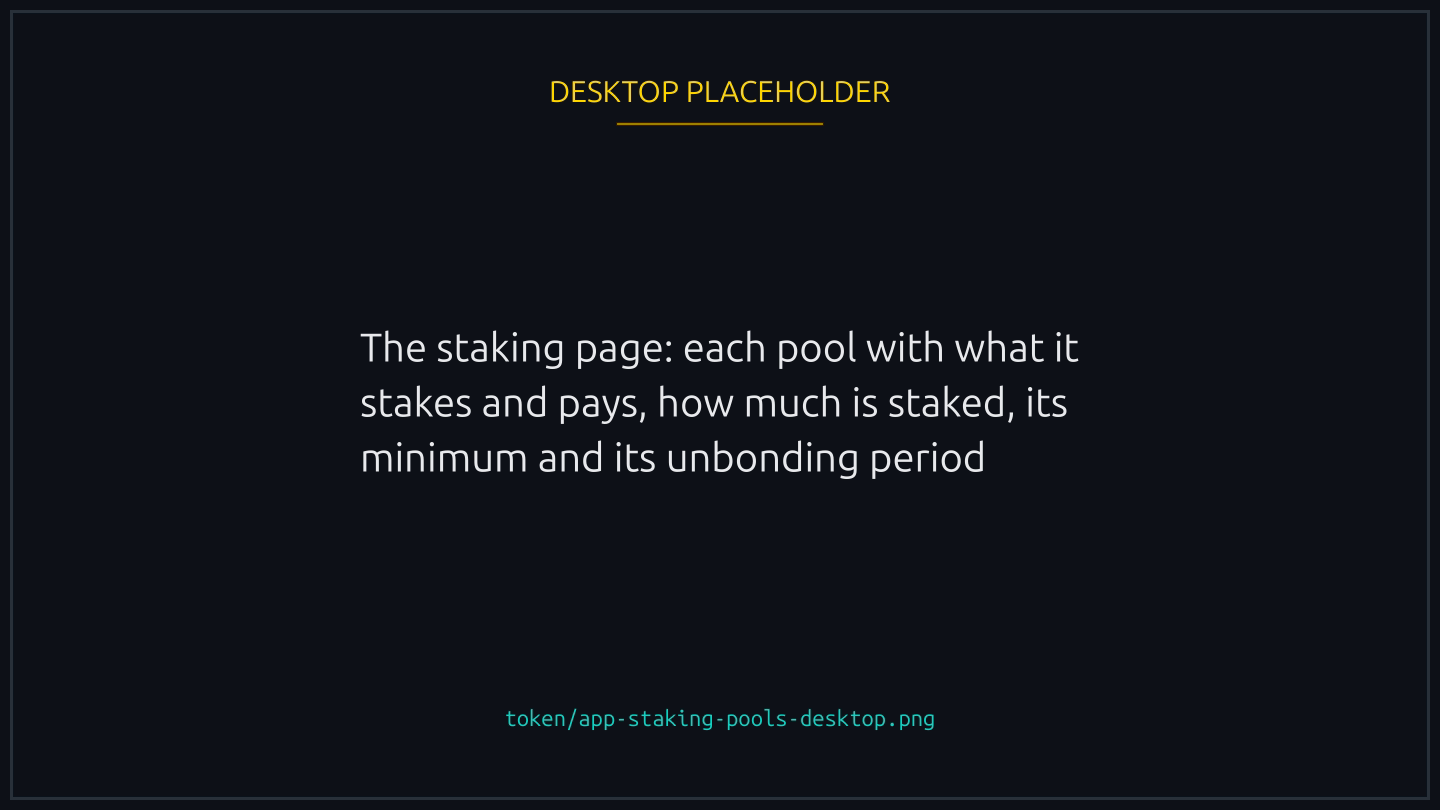 DESKTOP PLACEHOLDER
The staking page: each pool with what it
stakes and pays, how much is staked, its
minimum and its unbonding period
token/app-staking-pools-desktop.png